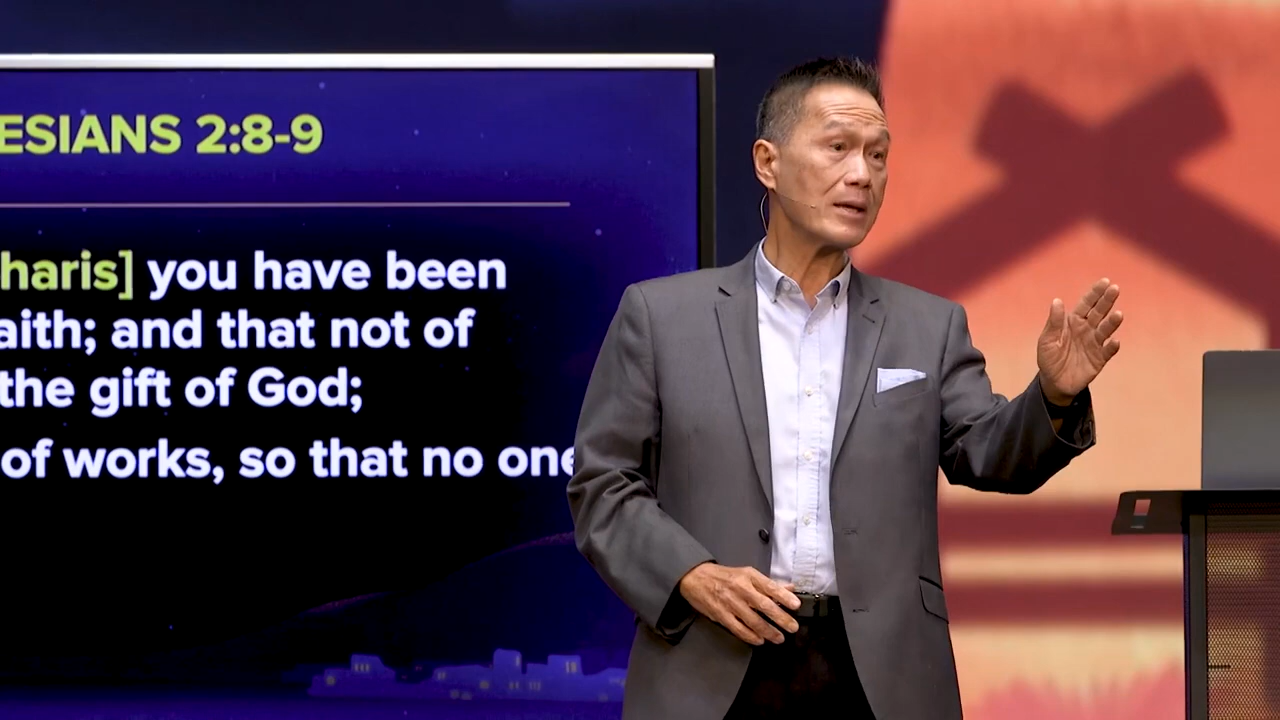 ESIANS 2:8-9
haris] you have been
aith; and that not of
the gift of God;
of works, so that no one